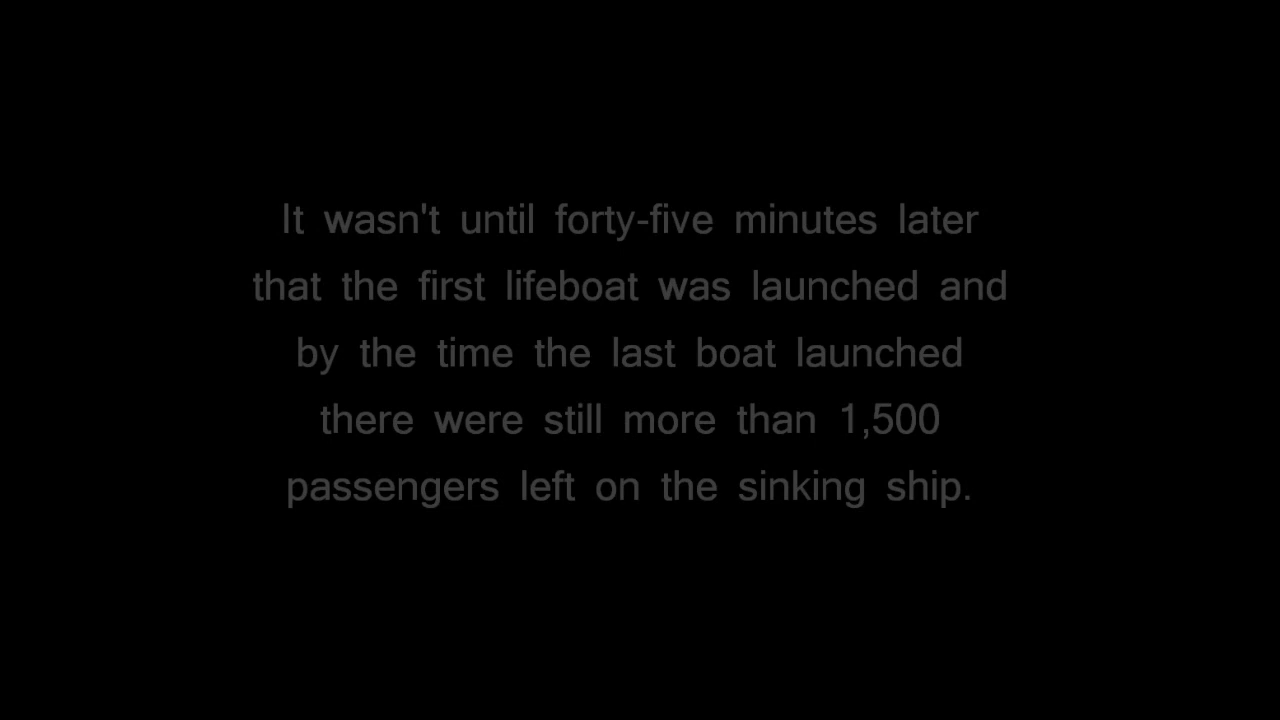 It wasn't until forty-five minutes later
that the first lifeboat was launched and
by the time the last boat launched
there were still more than 1,500
passengers left on the sinking ship.